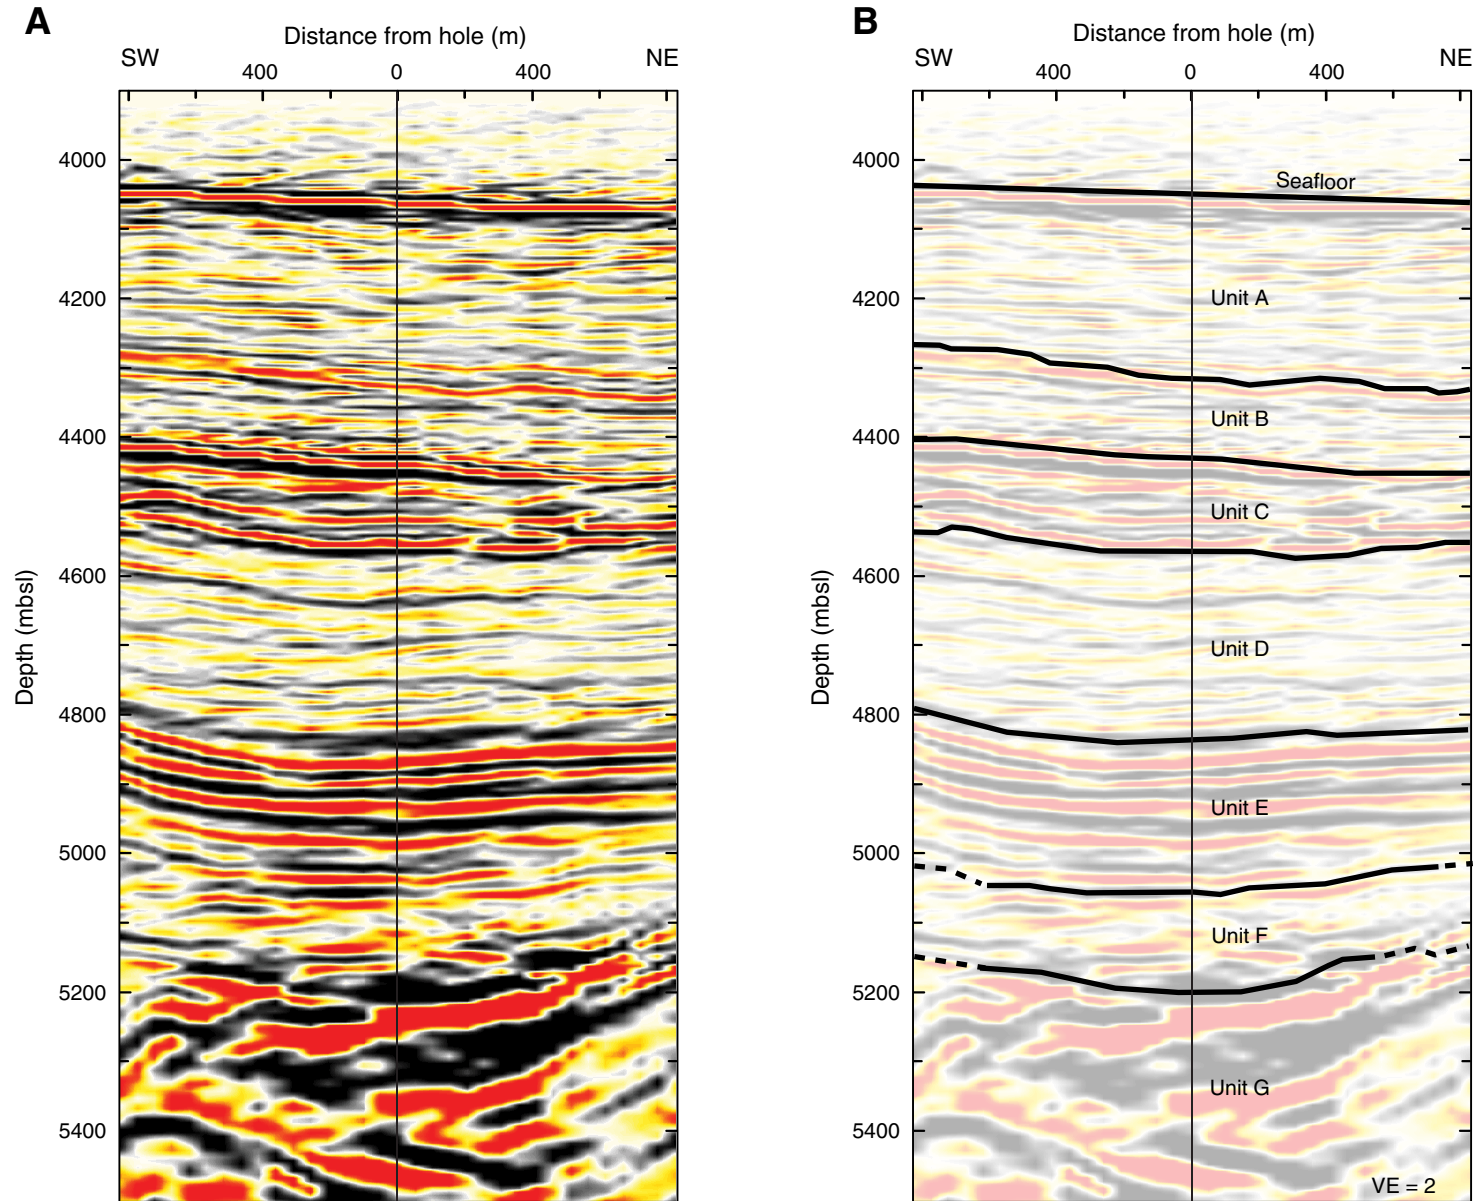 A
Distance from hole (m)
SW
NE
400
0
400
4000
4200
4400
4600
4800
5000
5200
5400
Depth (mbsl)
B
Distance from hole (m)
SW
NE
400
0
400
4000
4200
4400
4600
4800
5000
5200
5400
Depth (mbsl)
Seafloor
Unit A
Unit B
Unit C
Unit D
Unit E
Unit F
Unit G
VE = 2